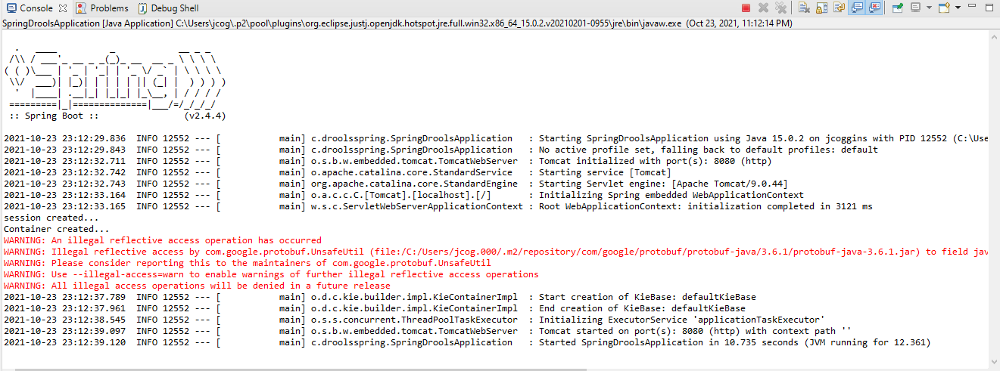 Console Problems Debug Shell
SpringDroolsApplication [Java Application] C:\Users\jcog\.p2\pool\plugins\org.eclipse.justj.openjdk.hotspot.jre.full.win32.x86_64_15.0.2.v20210201-0955\jre\bin\javaw.exe (Oct 23, 2021, 11:12:14 PM)
  .   ____          _            __ _ _
 /\\ / ___'_ __ _ _(_)_ __  __ _ \ \ \ \
( ( )\___ | '_ | '_| | '_ \/ _` | \ \ \ \
 \\/  ___)| |_)| | | | | || (_| |  ) ) ) )
  '  |____| .__|_| |_|_| |_\__, | / / / /
 =========|_|==============|___/=/_/_/_/
 :: Spring Boot ::                (v2.4.4)
2021-10-23 23:12:29.836  INFO 12552 --- [           main] c.droolsspring.SpringDroolsApplication   : Starting SpringDroolsApplication using Java 15.0.2 on jcoggins with PID 12552 (C:\Use
2021-10-23 23:12:29.843  INFO 12552 --- [           main] c.droolsspring.SpringDroolsApplication   : No active profile set, falling back to default profiles: default
2021-10-23 23:12:32.711  INFO 12552 --- [           main] o.s.b.w.embedded.tomcat.TomcatWebServer  : Tomcat initialized with port(s): 8080 (http)
2021-10-23 23:12:32.742  INFO 12552 --- [           main] o.apache.catalina.core.StandardService   : Starting service [Tomcat]
2021-10-23 23:12:32.743  INFO 12552 --- [           main] org.apache.catalina.core.StandardEngine  : Starting Servlet engine: [Apache Tomcat/9.0.44]
2021-10-23 23:12:33.164  INFO 12552 --- [           main] o.a.c.c.C.[Tomcat].[localhost].[/]       : Initializing Spring embedded WebApplicationContext
2021-10-23 23:12:33.165  INFO 12552 --- [           main] w.s.c.ServletWebServerApplicationContext : Root WebApplicationContext: initialization completed in 3121 ms
session created...
Container created...
WARNING: An illegal reflective access operation has occurred
WARNING: Illegal reflective access by com.google.protobuf.UnsafeUtil (file:/C:/Users/jcog.000/.m2/repository/com/google/protobuf/protobuf-java/3.6.1/protobuf-java-3.6.1.jar) to field jav
WARNING: Please consider reporting this to the maintainers of com.google.protobuf.UnsafeUtil
WARNING: Use --illegal-access=warn to enable warnings of further illegal reflective access operations
WARNING: All illegal access operations will be denied in a future release
2021-10-23 23:12:37.789  INFO 12552 --- [           main] o.d.c.kie.builder.impl.KieContainerImpl  : Start creation of KieBase: defaultKieBase
2021-10-23 23:12:37.961  INFO 12552 --- [           main] o.d.c.kie.builder.impl.KieContainerImpl  : End creation of KieBase: defaultKieBase
2021-10-23 23:12:38.545  INFO 12552 --- [           main] o.s.s.concurrent.ThreadPoolTaskExecutor  : Initializing ExecutorService 'applicationTaskExecutor'
2021-10-23 23:12:39.097  INFO 12552 --- [           main] o.s.b.w.embedded.tomcat.TomcatWebServer  : Tomcat started on port(s): 8080 (http) with context path ''
2021-10-23 23:12:39.120  INFO 12552 --- [           main] c.droolsspring.SpringDroolsApplication   : Started SpringDroolsApplication in 10.735 seconds (JVM running for 12.361)